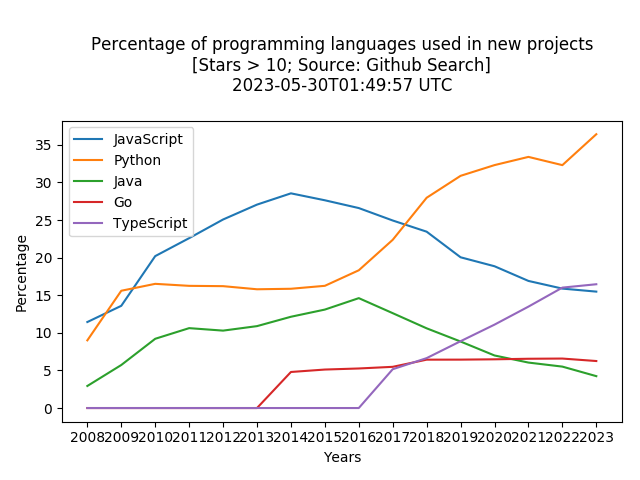 Percentage of programming languages used in new projects
[Stars > 10; Source: Github Search]
2023-05-30T01:49:57 UTC
JavaScript
Python
Java
Go
TypeScript
Percentage
35
30
25
20
15
10
5
0
2008 2009 2010 2011 2012 2013 2014 2015 2016 2017 2018 2019 2020 2021 2022 2023
Years